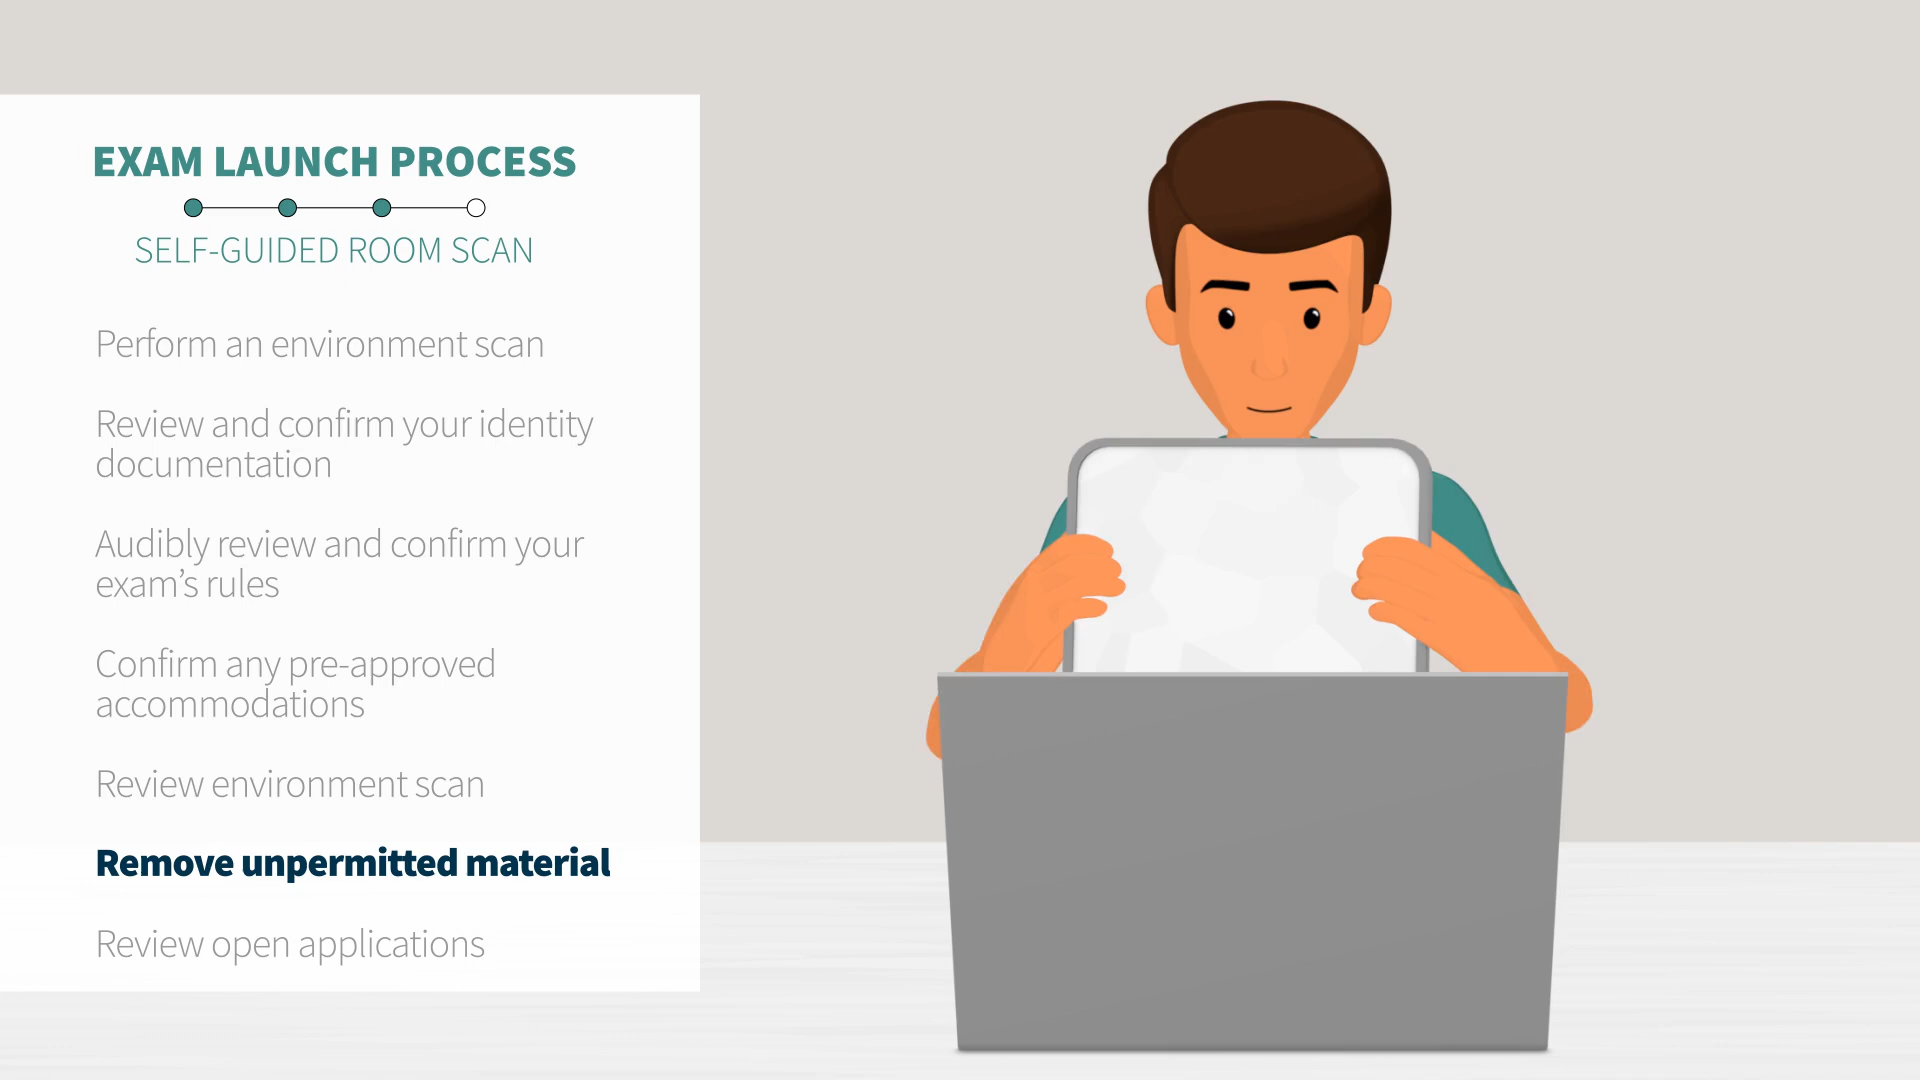 EXAM LAUNCH PROCESS
SELF-GUIDED ROOM SCAN
Perform an environment scan
Review and confirm your identity
documentation
Audibly review and confirm your
exam’s rules
Confirm any pre-approved
accommodations
Review environment scan
Remove unpermitted material
Review open applications